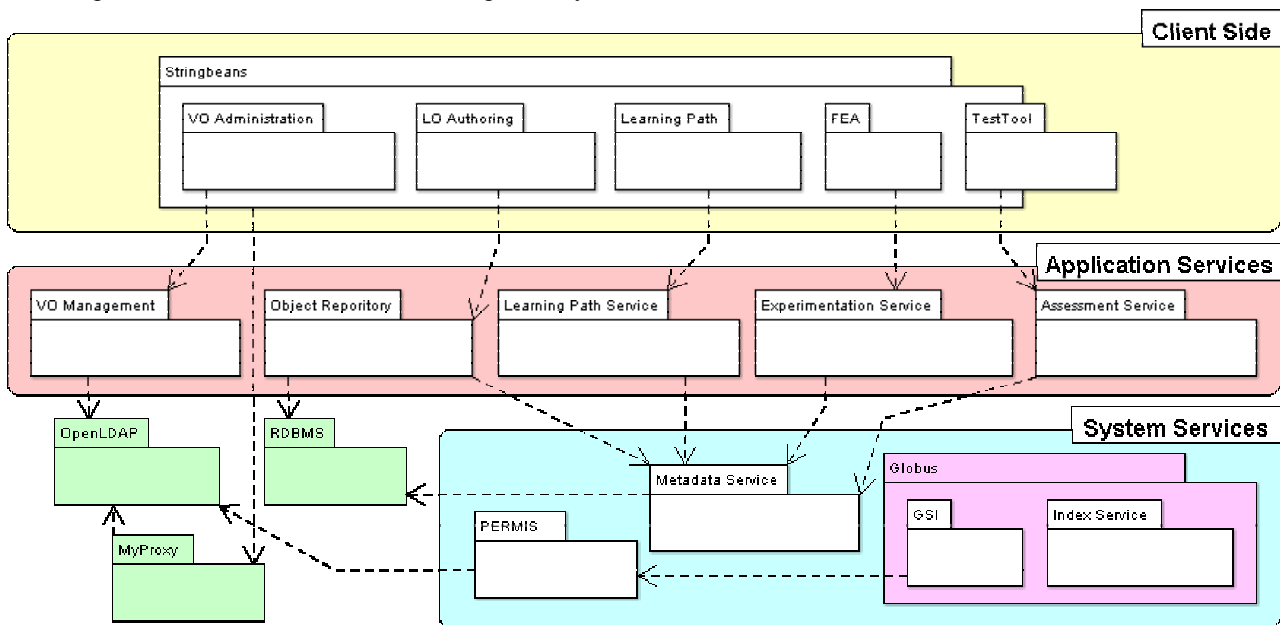 Client Side
Stringbeans
VO Administration
LO Authoring
Learning Path
FEA
TestTool
Application Services
VO Management
Object Reporitory
Learning Path Service
Experimentation Service
Assessment Service
System Services
OpenLDAP
RDBMS
Metadata Service
Globus
PERMIS
GSI
Index Service
MyProxy